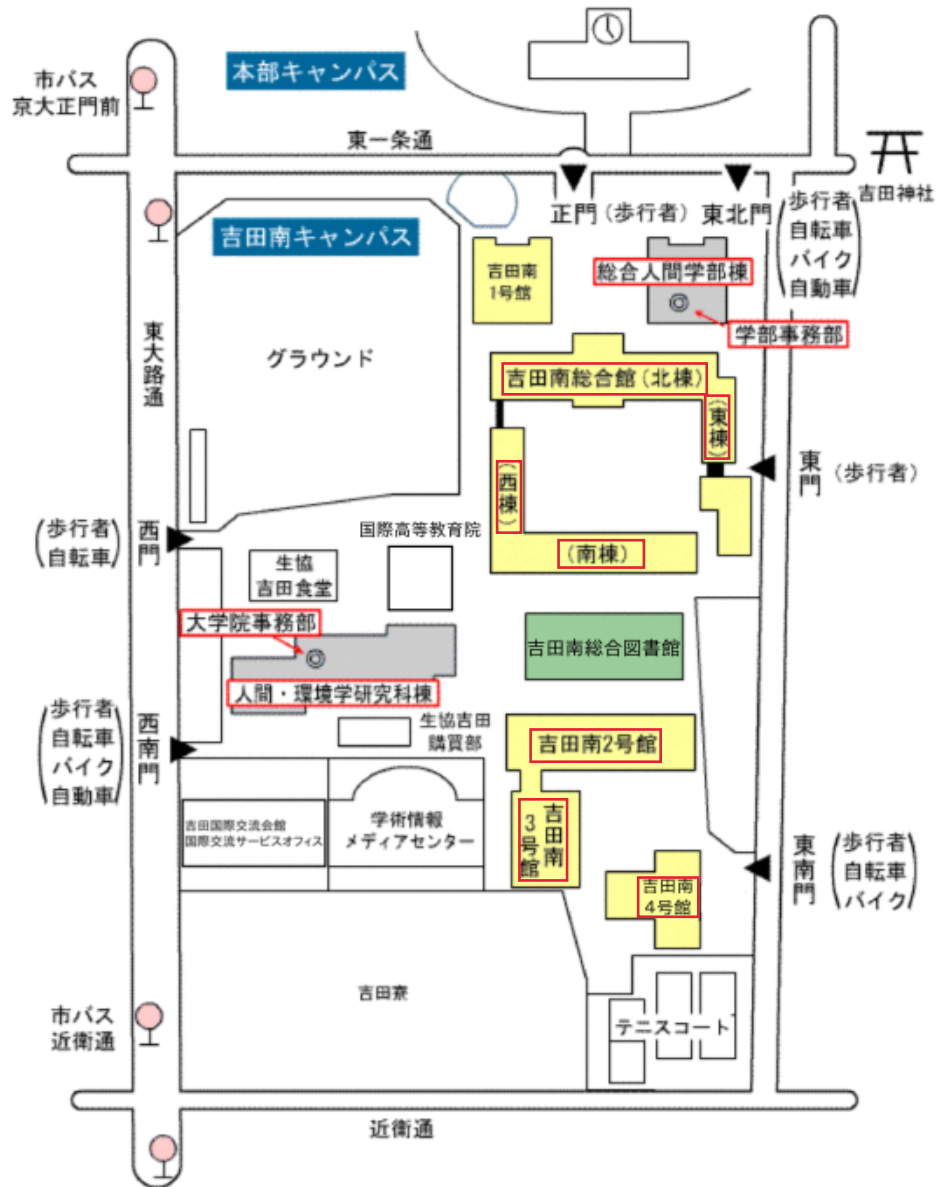 本部キャンパス
市バス
京大正門前
東一条通
吉田神社
正門（歩行者）
東北門
（歩行者
自転車
バイク
自動車）
吉田南キャンパス
吉田南
1号館
総合人間学部棟
学部事務部
東大路通
グラウンド
吉田南総合館（北棟）
（東棟）
（西棟）
（南棟）
東門（歩行者）
（歩行者
自転車）
西門
国際高等教育院
生協
吉田食堂
大学院事務部
人間・環境学研究科棟
吉田南総合図書館
（歩行者
自転車
バイク
自動車）
西南門
生協吉田
購買部
吉田南2号館
吉田南
3号館
吉田国際交流会館
国際交流サービスオフィス
学術情報
メディアセンター
東南門
（歩行者
自転車
バイク）
吉田南
4号館
吉田寮
テニスコート
市バス
近衛通
近衛通